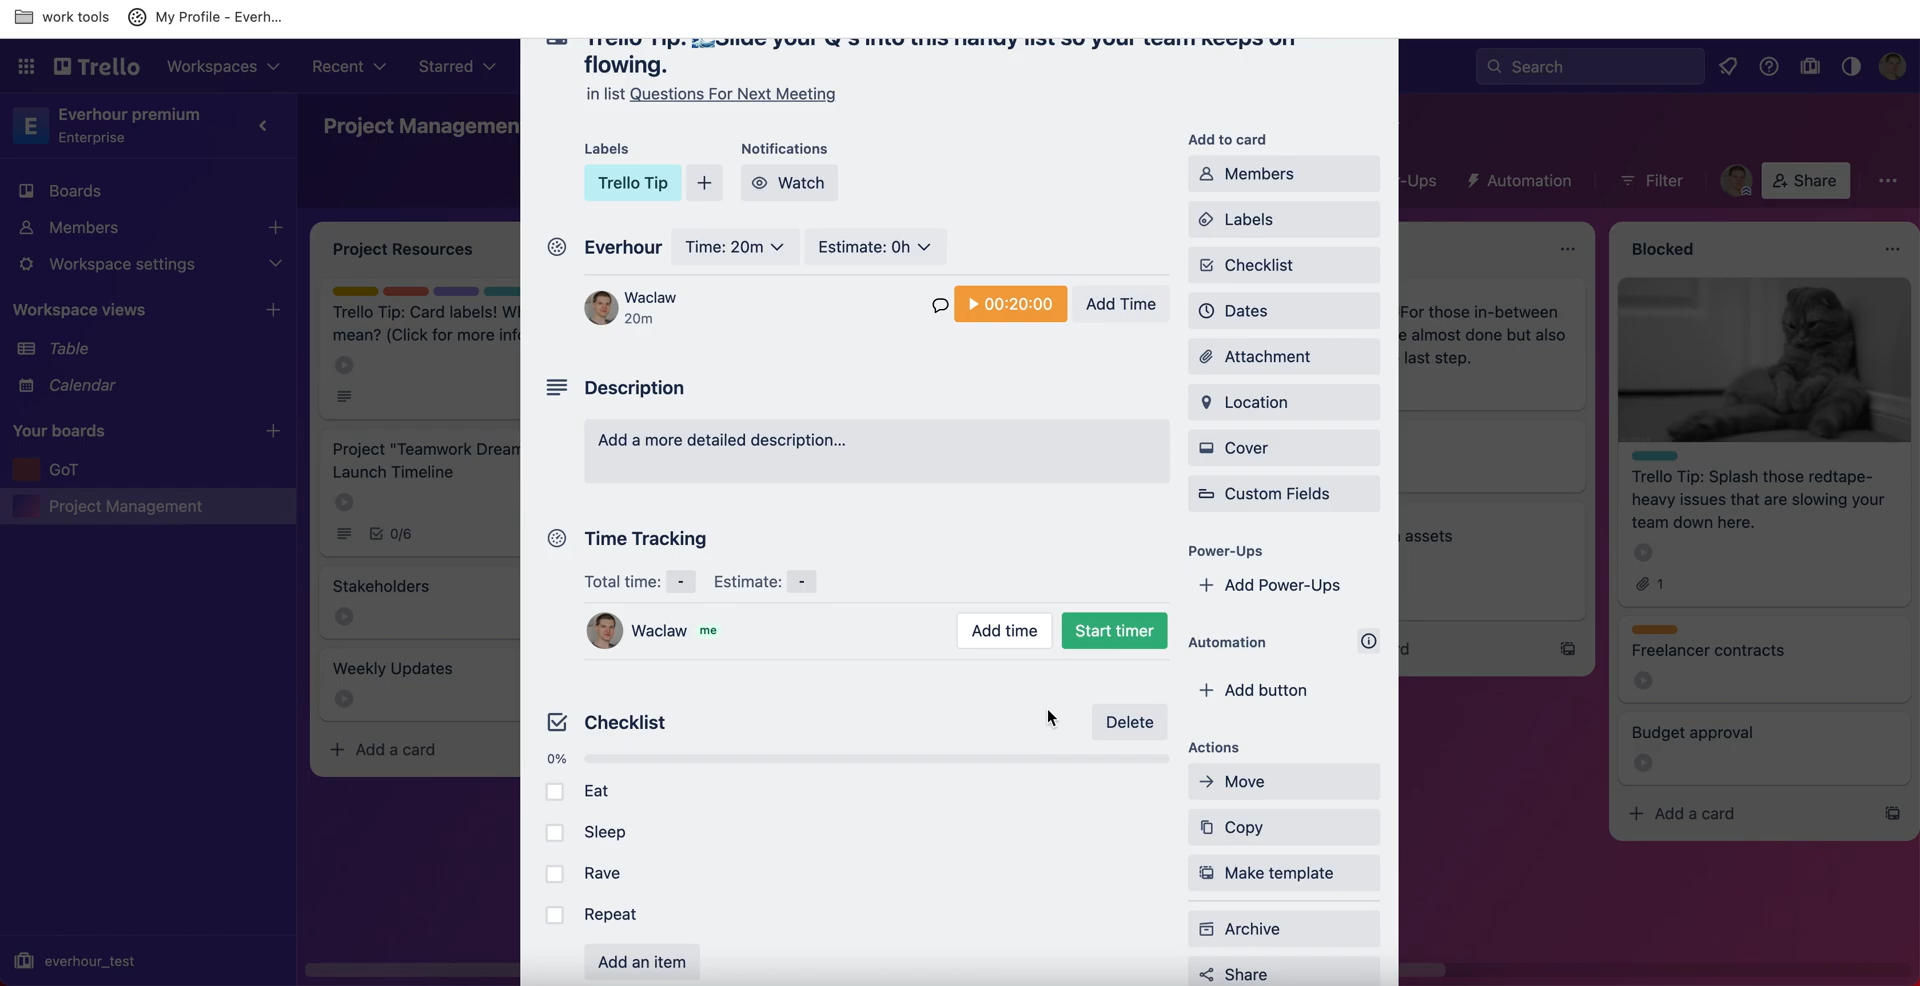 work tools
My Profile - Everh...
Trello Tip: Slide your Q's into this handy list so your team keeps on
flowing.
in list Questions For Next Meeting
Trello
Workspaces
Recent
Starred
Search
E
Everhour premium
Enterprise
Boards
Members
Workspace settings
Workspace views
Table
Calendar
Your boards
GoT
Project Management
everhour_test
Project Managemen
-Ups
Automation
Filter
Share
Project Resources
Trello Tip: Card labels!
mean? (Click for more inf
Project "Teamwork Drea
Launch Timeline
0/6
Stakeholders
Weekly Updates
Add a card
Labels
Notifications
Trello Tip
+
Watch
Everhour
Time: 20m
Estimate: 0h
Waclaw
20m
00:20:00
Add Time
Description
Add a more detailed description...
Time Tracking
Total time: -
Estimate: -
Waclaw
me
Add time
Start timer
Checklist
Delete
0%
Eat
Sleep
Rave
Repeat
Add an item
Add to card
Members
Labels
Checklist
Dates
Attachment
Location
Cover
Custom Fields
Power-Ups
Add Power-Ups
Automation
Add button
Actions
Move
Copy
Make template
Archive
Share
For those in-between
e almost done but also
last step.
assets
rd
Blocked
Trello Tip: Splash those redtape-
heavy issues that are slowing your
team down here.
1
Freelancer contracts
Budget approval
Add a card